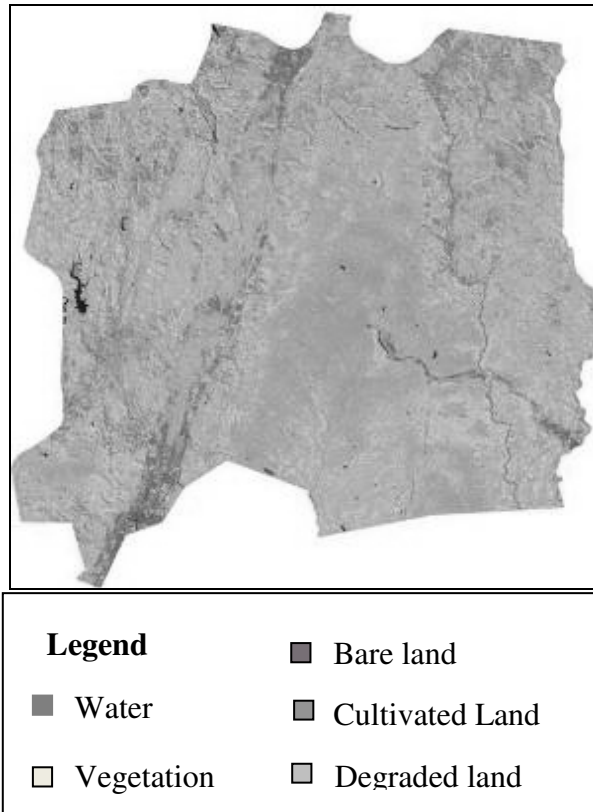 Legend
Water
Vegetation
Bare land
Cultivated Land
Degraded land